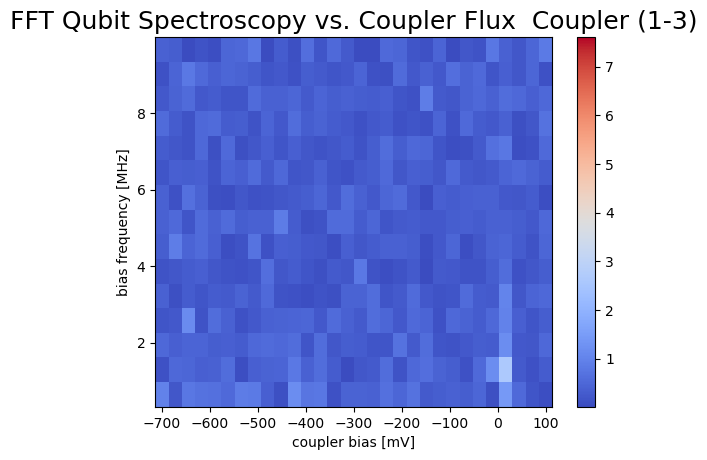 FFT Qubit Spectroscopy vs. Coupler Flux  Coupler (1-3)
bias frequency [MHz]
8
6
4
2
−700 −600 −500 −400 −300 −200 −100 0 100
coupler bias [mV]
7
6
5
4
3
2
1